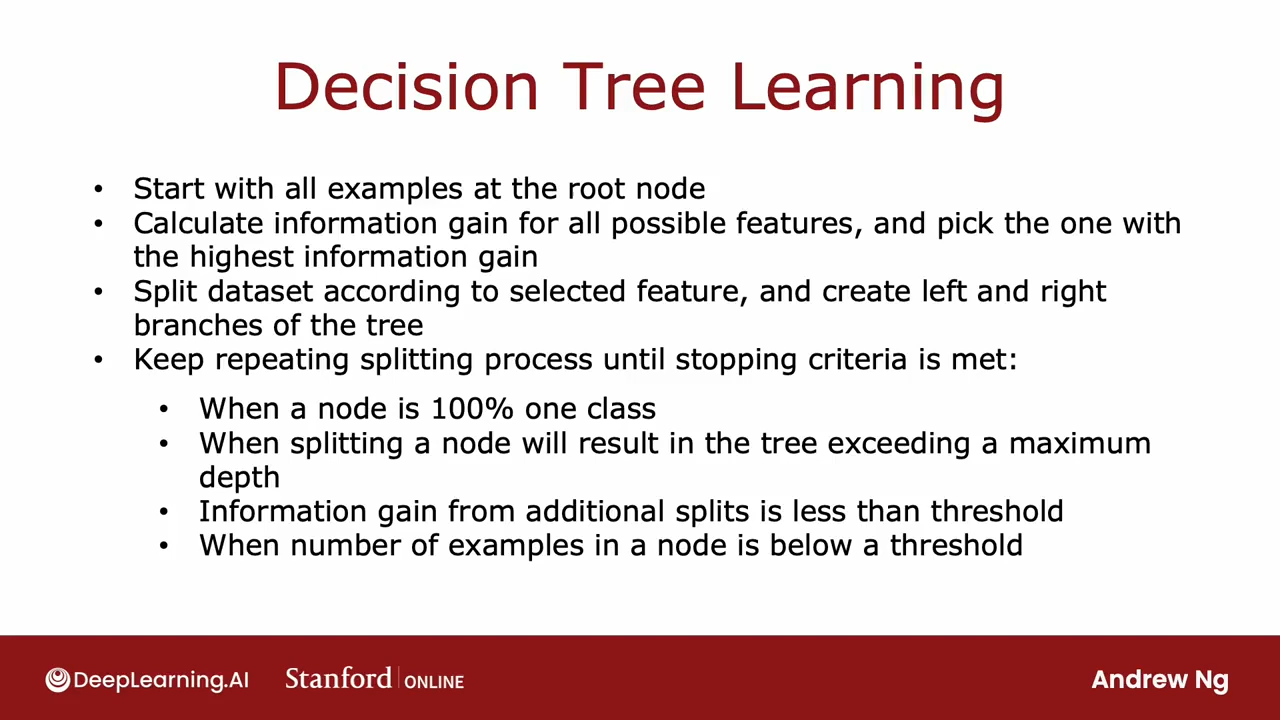 Decision Tree Learning
• Start with all examples at the root node
• Calculate information gain for all possible features, and pick the one with
the highest information gain
• Split dataset according to selected feature, and create left and right
branches of the tree
• Keep repeating splitting process until stopping criteria is met:
• When a node is 100% one class
• When splitting a node will result in the tree exceeding a maximum
depth
• Information gain from additional splits is less than threshold
• When number of examples in a node is below a threshold
DeepLearning.AI Stanford ONLINE Andrew Ng